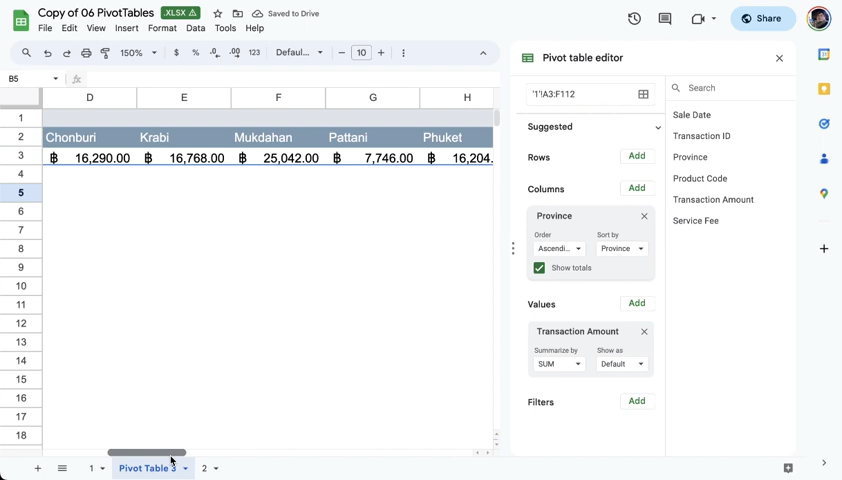 Copy of 06 PivotTables .XLSX Saved to Drive
File Edit View Insert Format Data Tools Help
Share
150% $ % .0 .00 123 Defaul... 10
B5 fx
D E F G H
1
2 Chonburi Krabi Mukdahan Pattani Phuket
3 ฿ 16,290.00 ฿ 16,768.00 ฿ 25,042.00 ฿ 7,746.00 ฿ 16,204.
4
5
6
7
8
9
10
11
12
13
14
15
16
17
18
1 Pivot Table 3 2
Pivot table editor
'1'!A3:F112
Suggested
Rows Add
Columns Add
Province
Order Sort by
Ascendi... Province
Show totals
Values Add
Transaction Amount
Summarize by Show as
SUM Default
Filters Add
Search
Sale Date
Transaction ID
Province
Product Code
Transaction Amount
Service Fee